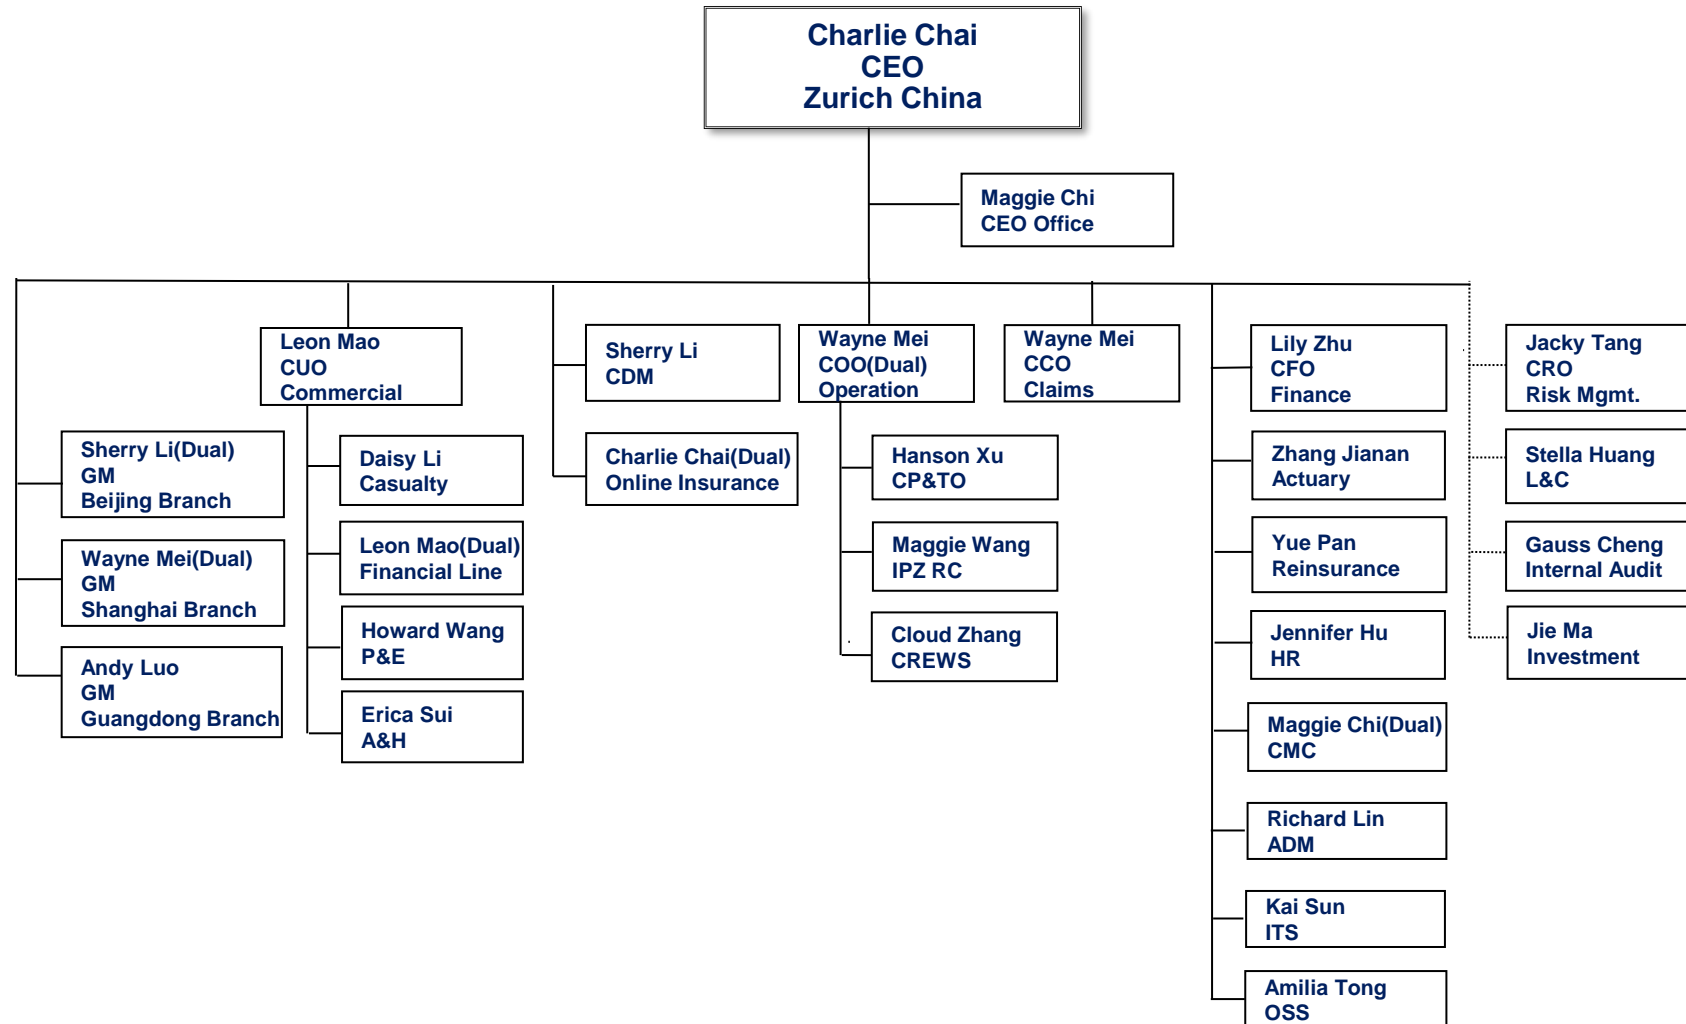 Charlie Chai
CEO
Zurich China
Maggie Chi
CEO Office
Sherry Li(Dual)
GM
Beijing Branch
Wayne Mei(Dual)
GM
Shanghai Branch
Andy Luo
GM
Guangdong Branch
Leon Mao
CUO
Commercial
Daisy Li
Casualty
Leon Mao(Dual)
Financial Line
Howard Wang
P&E
Erica Sui
A&H
Sherry Li
CDM
Charlie Chai(Dual)
Online Insurance
Wayne Mei
COO(Dual)
Operation
Hanson Xu
CP&TO
Maggie Wang
IPZ RC
Cloud Zhang
CREWS
Wayne Mei
CCO
Claims
Lily Zhu
CFO
Finance
Zhang Jianan
Actuary
Yue Pan
Reinsurance
Jennifer Hu
HR
Maggie Chi(Dual)
CMC
Richard Lin
ADM
Kai Sun
ITS
Amilia Tong
OSS
Jacky Tang
CRO
Risk Mgmt.
Stella Huang
L&C
Gauss Cheng
Internal Audit
Jie Ma
Investment